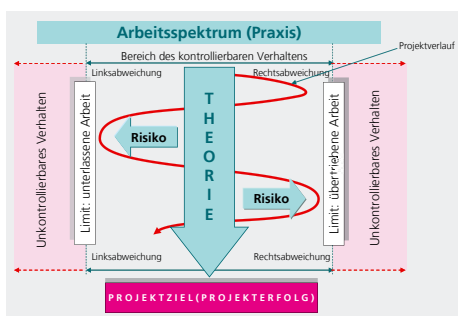 Arbeitsspektrum (Praxis)
Bereich des kontrollierbaren Verhaltens
Projektverlauf
Linksabweichung
Rechtsabweichung
Unkontrollierbares Verhalten
Limit: unterlassene Arbeit
THEORIE
Risiko
Risiko
Limit: übertriebene Arbeit
Unkontrollierbares Verhalten
Linksabweichung
Rechtsabweichung
PROJEKTZIEL(PROJEKTERFOLG)